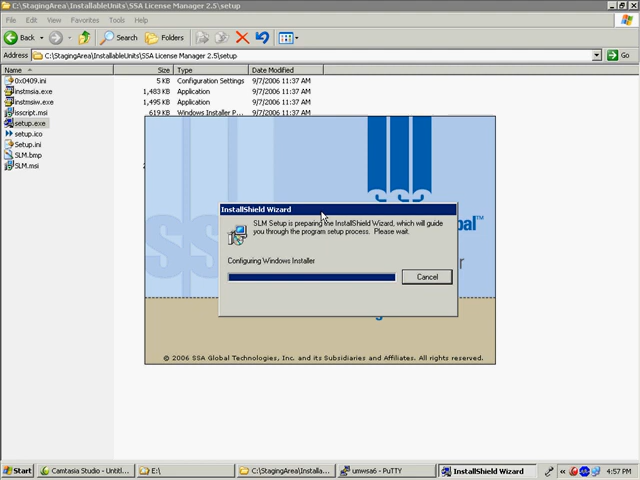 C:\StagingArea\InstallableUnits\SSA License Manager 2.5\setup
File Edit View Favorites Tools Help
Back Search Folders
Address C:\StagingArea\InstallableUnits\SSA License Manager 2.5\setup Go
Name Size Type Date Modified
0x0409.ini 5 KB Configuration Settings 9/7/2006 11:37 AM
instmsia.exe 1,483 KB Application 9/7/2006 11:37 AM
instmsiw.exe 1,495 KB Application 9/7/2006 11:37 AM
isscript.msi 619 KB Windows Installer P... 9/7/2006 11:37 AM
setup.exe
setup.ico
Setup.ini
SLM.bmp
SLM.msi
InstallShield Wizard
SLM Setup is preparing the InstallShield Wizard, which will guide
you through the program setup process. Please wait.
Configuring Windows Installer
Cancel
© 2006 SSA Global Technologies, Inc. and its Subsidiaries and Affiliates. All rights reserved.
Start Camtasia Studio - Untitl... E:\ C:\StagingArea\Installa... umwsa6 - PuTTY InstallShield Wizard 4:57 PM